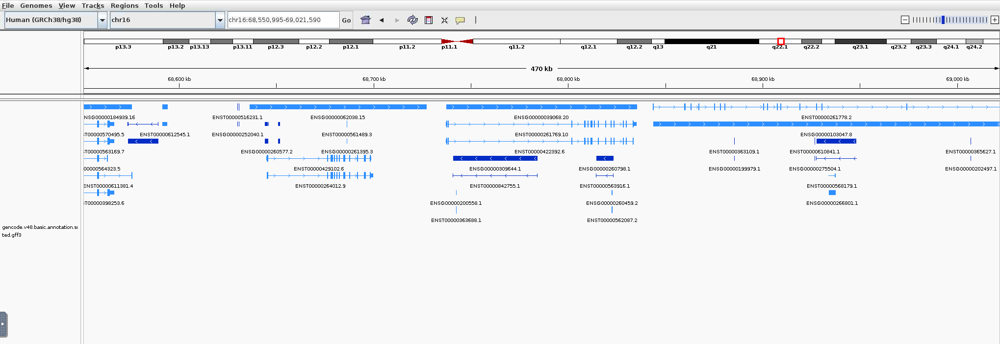 File Genomes View Tracks Regions Tools Help
Human (GRCh38/hg38) chr16 chr16:68,550,995-69,021,590 Go
p13.3 p13.2 p13.13 p13.11 p12.3 p12.2 p12.1 p11.2 p11.1 q11.2 q12.1 q12.2 q13 q21 q22.1 q22.2 q23.1 q23.2 q23.3 q24.1 q24.2
470 kb
68,600 kb 68,700 kb 68,800 kb 68,900 kb 69,000 kb
NSG00000184939.16 ENST00000516231.1 ENSG00000062038.15 ENSG00000039068.20 ENST00000261778.2
T00000570495.5 ENST00000612545.1 ENSG00000252040.1 ENST00000561489.3 ENST00000261769.10 ENSG00000103047.8
T00000563169.7 ENSG00000260577.2 ENSG00000261395.3 ENST00000422392.6 ENST00000363109.1 ENST00000610841.1 ENST00000365627.1
00000564323.5 ENST00000429102.6 ENSG00000309644.1 ENSG00000260798.1 ENSG00000199979.1 ENSG00000275504.1 ENSG00000202497.1
ENST00000611381.4 ENST00000264012.9 ENST00000842755.1 ENST00000563916.1 ENST00000568179.1
T00000398253.6 ENSG00000200558.1 ENSG00000260459.2 ENSG00000266801.1
ENST00000363688.1 ENST00000562087.2
gencode.v48.basic.annotation.sor
ted.gff3